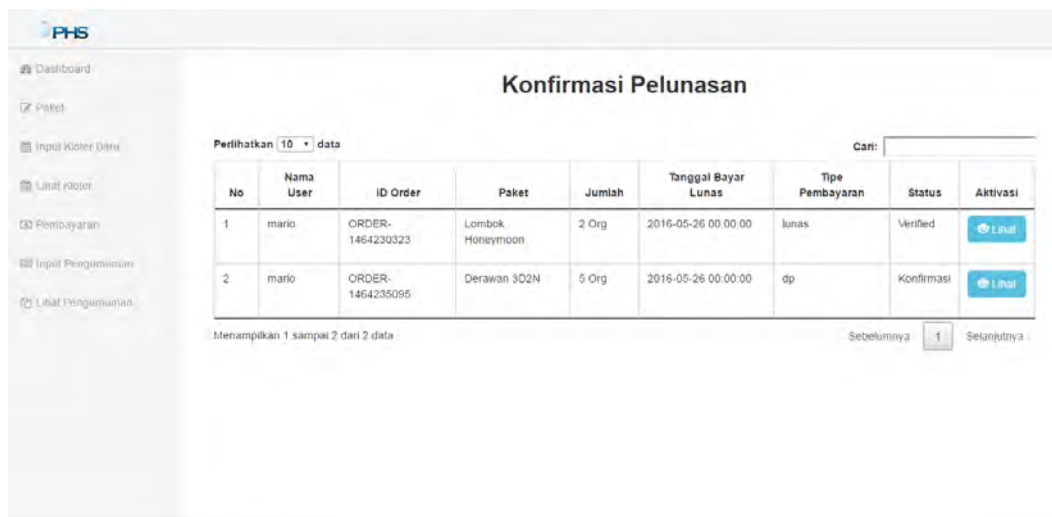 PHS
Dashboard
Paket
Input Kloter Baru
Lihat Kloter
Pembayaran
Input Pengumuman
Lihat Pengumuman
Konfirmasi Pelunasan
Perlihatkan 10 data
Cari:
No Nama User ID Order Paket Jumlah Tanggal Bayar Lunas Tipe Pembayaran Status Aktivasi
1 mario ORDER-1464230323 Lombok Honeymoon 2 Org 2016-05-26 00:00:00 lunas Verified Lihat
2 mario ORDER-1464235095 Derawan 3D2N 5 Org 2016-05-26 00:00:00 dp Konfirmasi Lihat
Menampilkan 1 sampai 2 dari 2 data
Sebelumnya 1 Selanjutnya